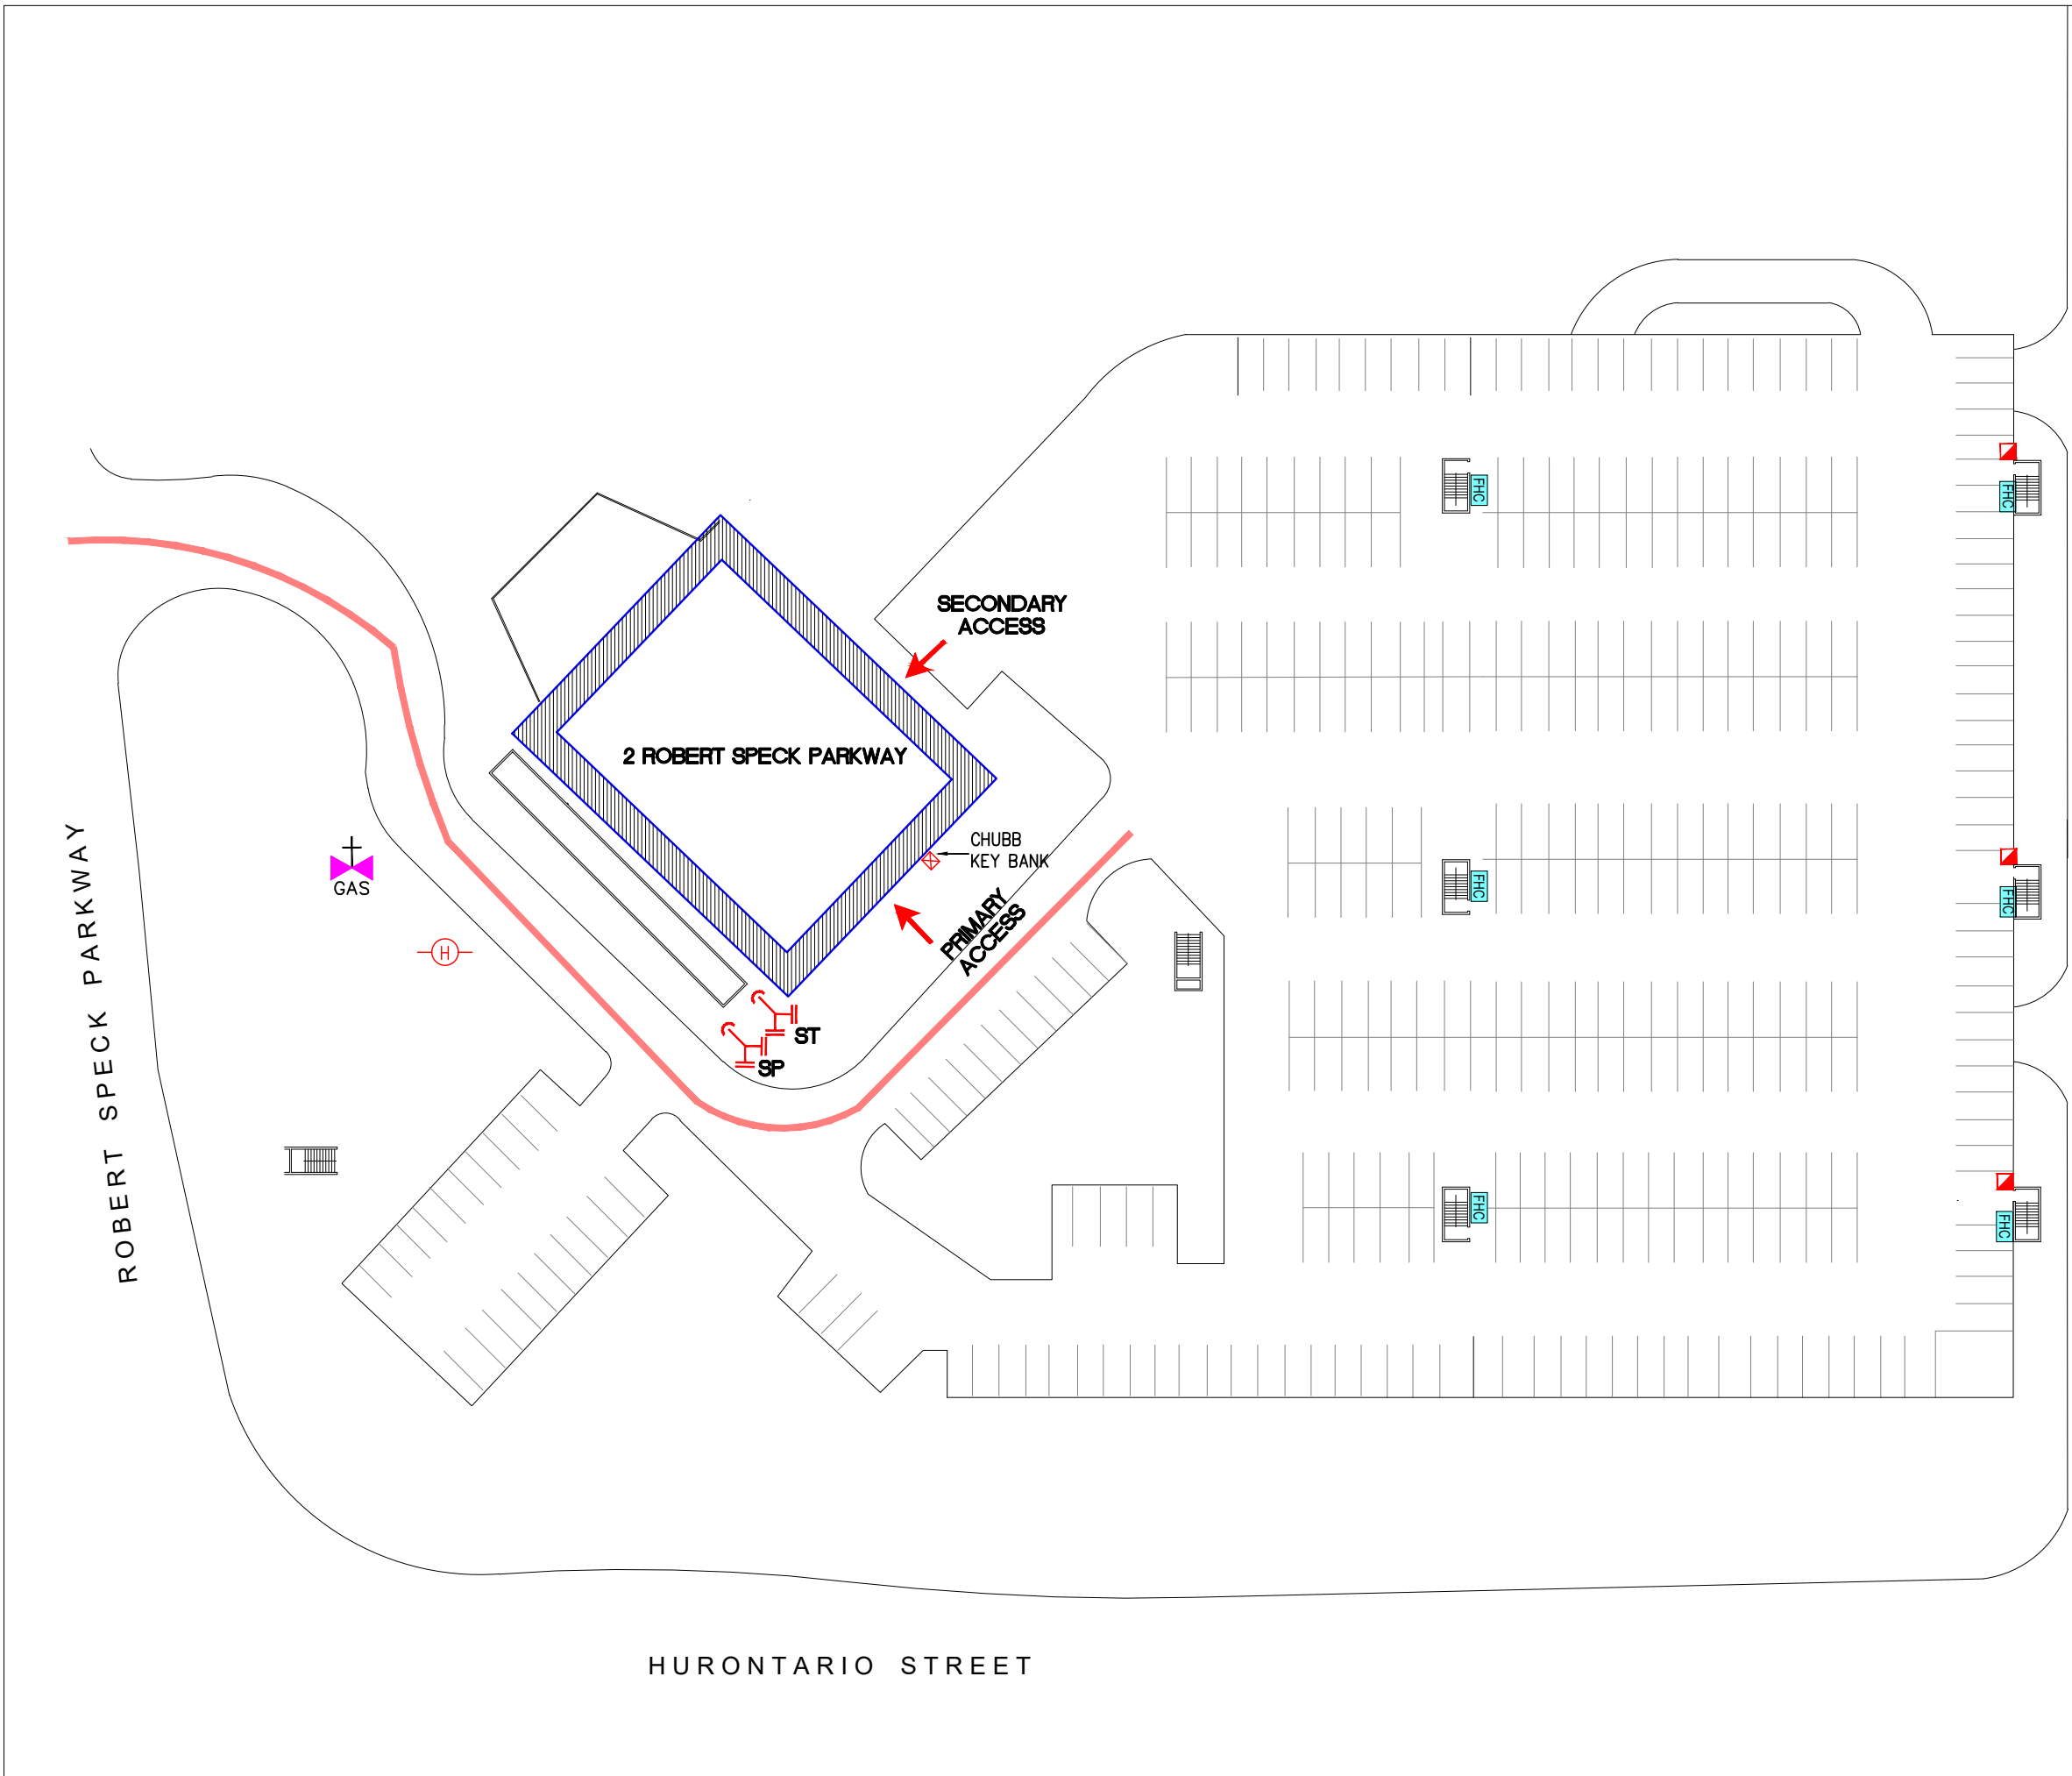 FHC
FHC
SECONDARY
ACCESS
2 ROBERT SPECK PARKWAY
CHUBB
KEY BANK
GAS
FHC
FHC
PRIMARY
ACCESS
H
ST
SP
ROBERT SPECK PARKWAY
FHC
FHC
HURONTARIO STREET